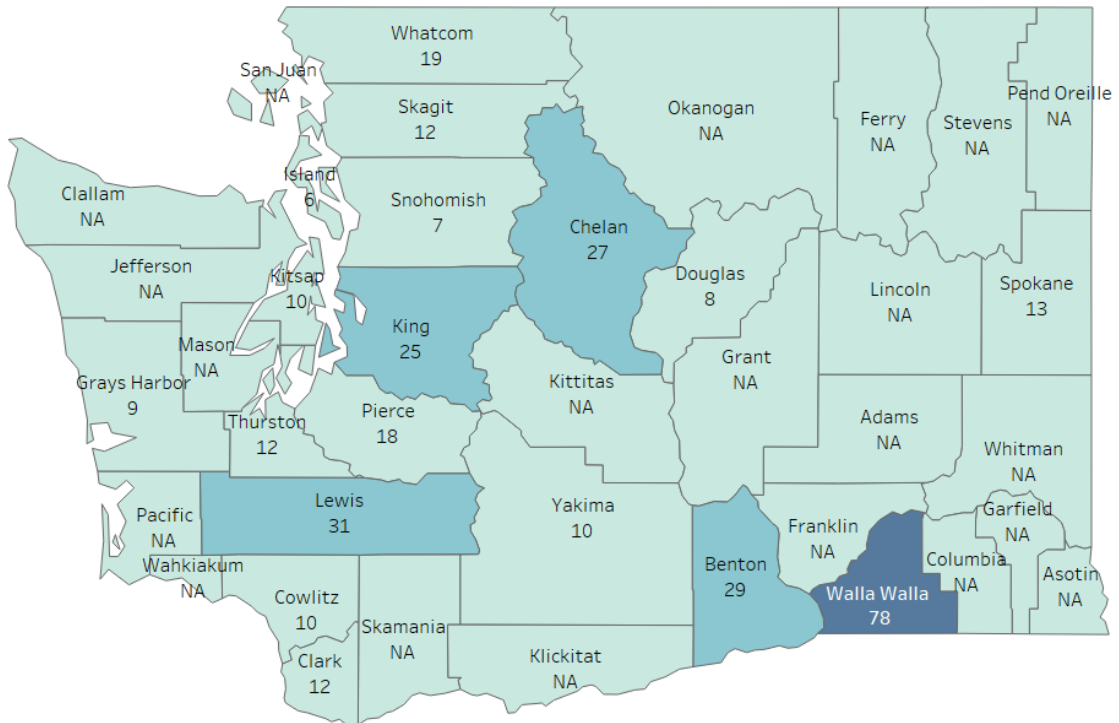 Whatcom
19
San Juan
NA
Skagit
12
Okanogan
NA
Ferry
NA
Stevens
NA
Pend Oreille
NA
Island
6
Clallam
NA
Snohomish
7
Chelan
27
Jefferson
NA
Kitsap
10
Douglas
8
Lincoln
NA
Spokane
13
King
25
Mason
NA
Grant
NA
Grays Harbor
9
Kittitas
NA
Thurston
12
Pierce
18
Adams
NA
Whitman
NA
Lewis
31
Yakima
10
Pacific
NA
Franklin
NA
Garfield
NA
Wahkiakum
NA
Benton
29
Columbia
NA
Asotin
NA
Walla Walla
78
Cowlitz
10
Skamania
NA
Clark
12
Klickitat
NA